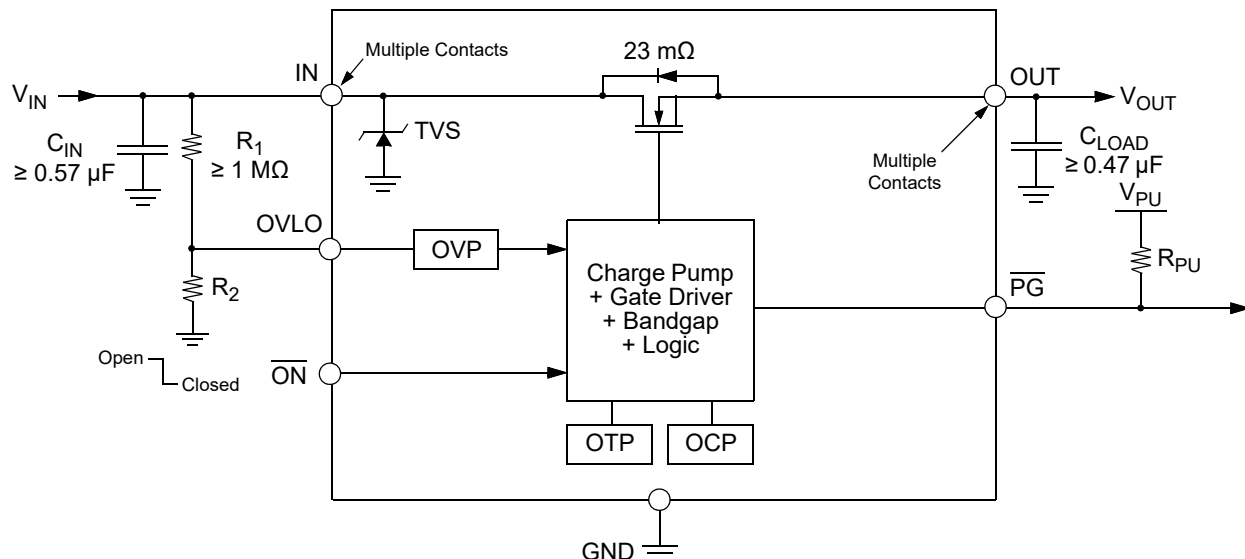 Multiple Contacts
23 mΩ
IN
OUT
V_IN
V_OUT
TVS
C_IN
≥ 0.57 µF
R_1
≥ 1 MΩ
Multiple
Contacts
C_LOAD
≥ 0.47 µF
V_PU
OVLO
OVP
R_PU
R_2
Charge Pump
+ Gate Driver
+ Bandgap
+ Logic
P̅G̅
Open
Closed
O̅N̅
OTP
OCP
GND